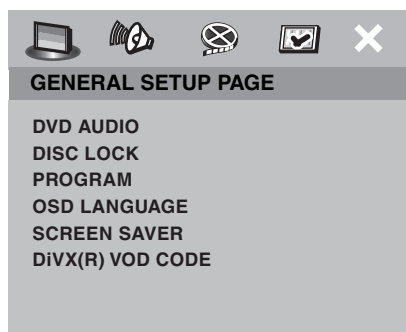 GENERAL SETUP PAGE
DVD AUDIO
DISC LOCK
PROGRAM
OSD LANGUAGE
SCREEN SAVER
DiVX(R) VOD CODE